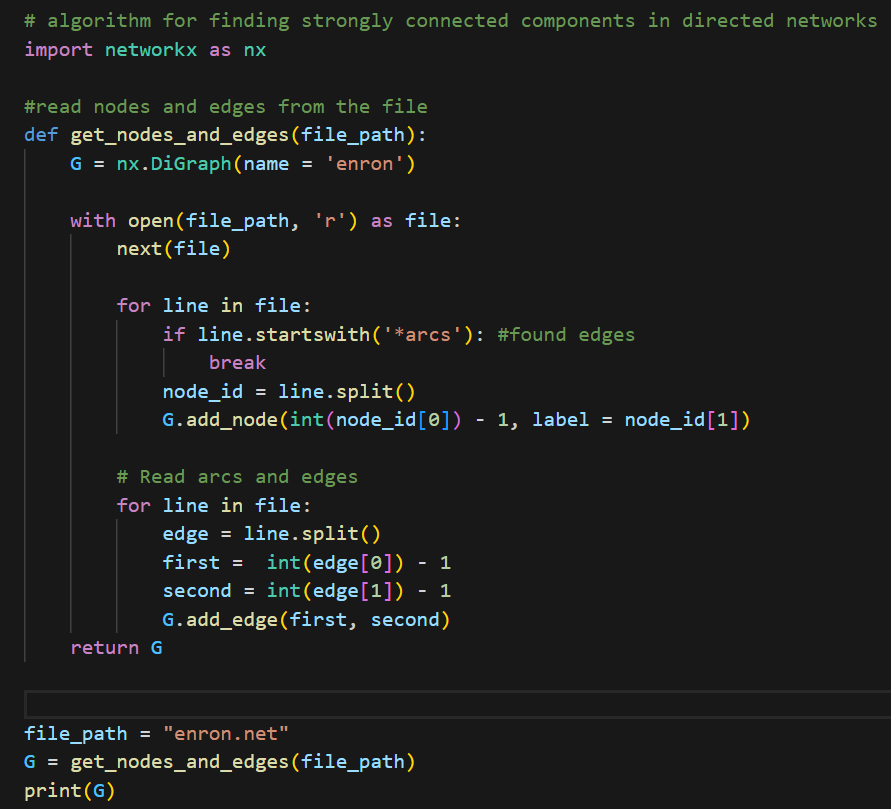 # algorithm for finding strongly connected components in directed networks
import networkx as nx

#read nodes and edges from the file
def get_nodes_and_edges(file_path):
    G = nx.DiGraph(name = 'enron')

    with open(file_path, 'r') as file:
        next(file)

        for line in file:
            if line.startswith('*arcs'): #found edges
                break
            node_id = line.split()
            G.add_node(int(node_id[0]) - 1, label = node_id[1])

        # Read arcs and edges
        for line in file:
            edge = line.split()
            first =  int(edge[0]) - 1
            second = int(edge[1]) - 1
            G.add_edge(first, second)
    return G

file_path = "enron.net"
G = get_nodes_and_edges(file_path)
print(G)